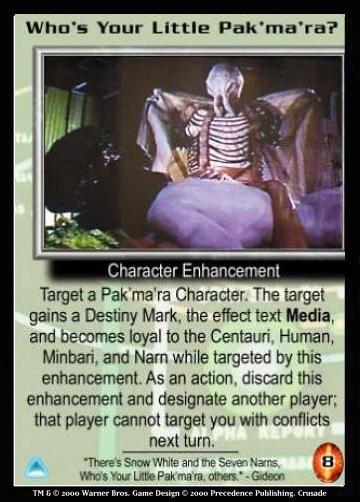 Who's Your Little Pak'ma'ra?
Character Enhancement
Target a Pak'ma'ra Character. The target
gains a Destiny Mark, the effect text Media,
and becomes loyal to the Centauri, Human,
Minbari, and Narn while targeted by this
enhancement. As an action, discard this
enhancement and designate another player;
that player cannot target you with conflicts
next turn.
ALPHA REPORT
8
"There's Snow White and the Seven Narns,
Who's Your Little Pak'ma'ra, others," - Gideon
TM & © 2000 Warner Bros. Game Design © 2000 Precedence Publishing. Crusade